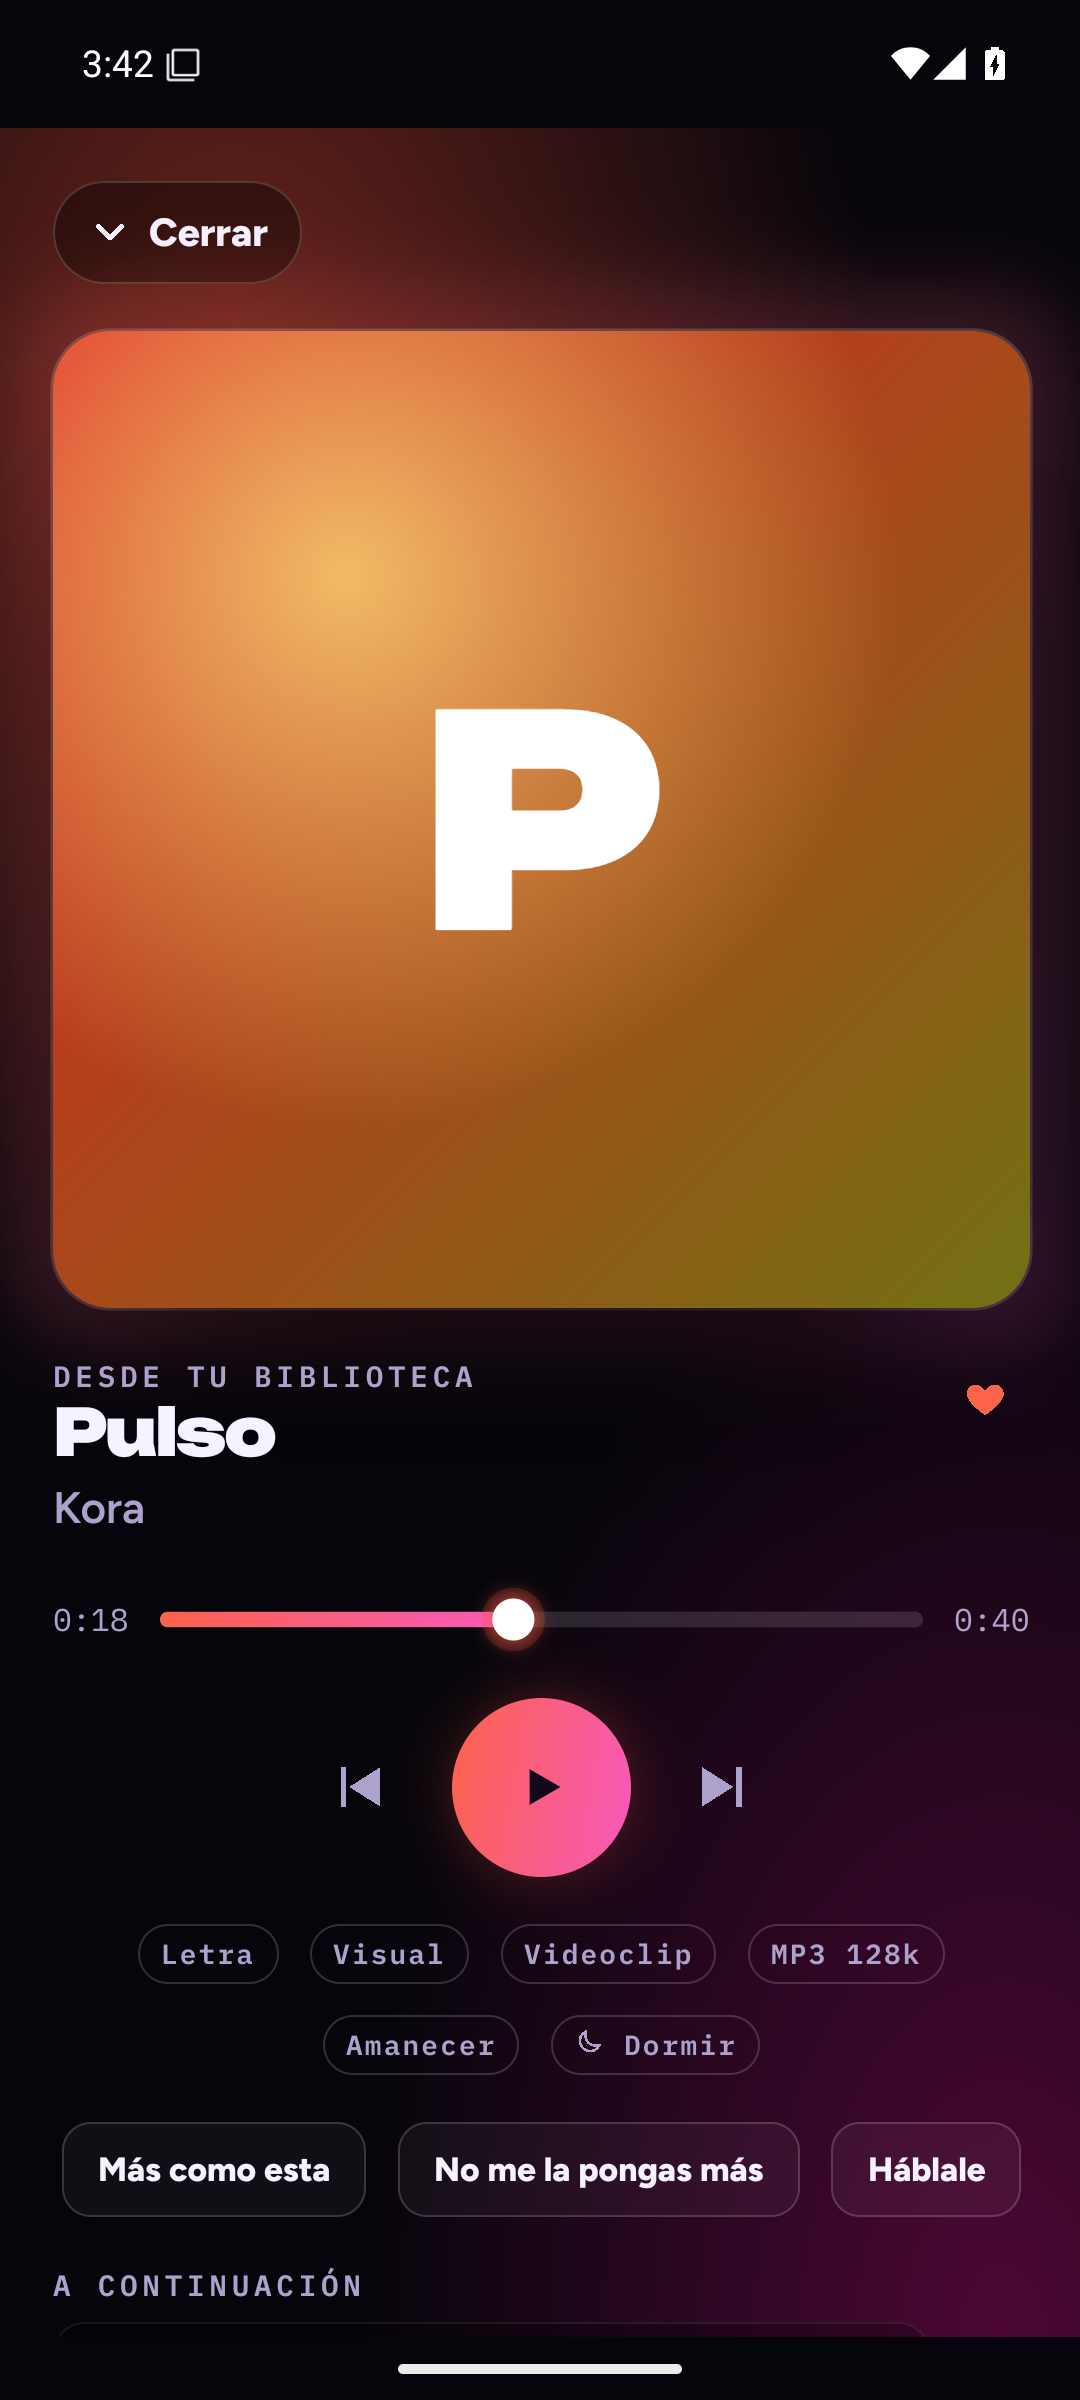 3:42
Cerrar
P
DESDE TU BIBLIOTECA
Pulso
Kora
0:18 0:40
Letra Visual Videoclip MP3 128k
Amanecer Dormir
Más como esta No me la pongas más Háblale
A CONTINUACIÓN